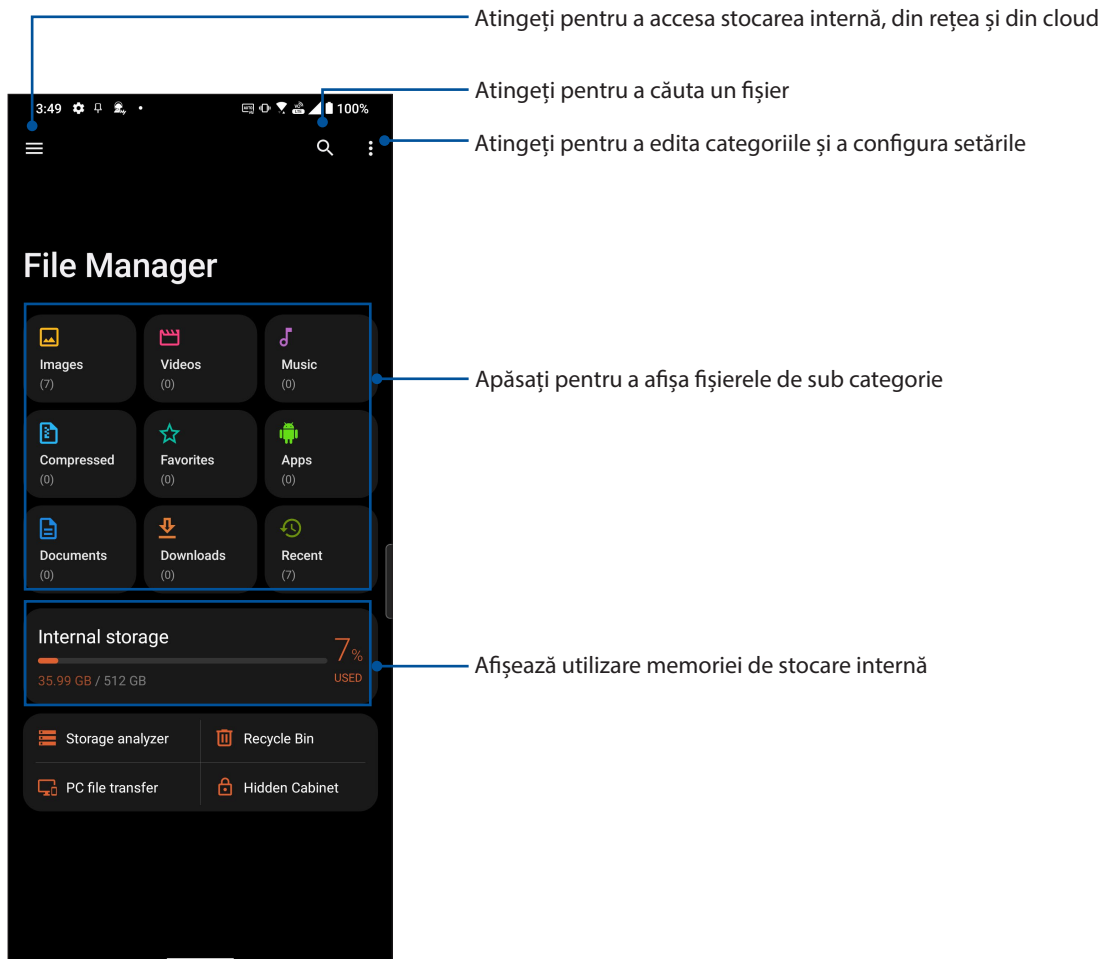 Atingeți pentru a accesa stocarea internă, din rețea și din cloud
Atingeți pentru a căuta un fișier
3:49
100%
Atingeți pentru a edita categoriile și a configura setările
File Manager
Images
Videos
Music
(7)
(0)
(0)
Apăsați pentru a afișa fișierele de sub categorie
Compressed
Favorites
Apps
(0)
(0)
(0)
Documents
Downloads
Recent
(0)
(0)
(7)
Internal storage
7%
Afișează utilizare memoriei de stocare internă
35.99 GB / 512 GB
USED
Storage analyzer
Recycle Bin
PC file transfer
Hidden Cabinet